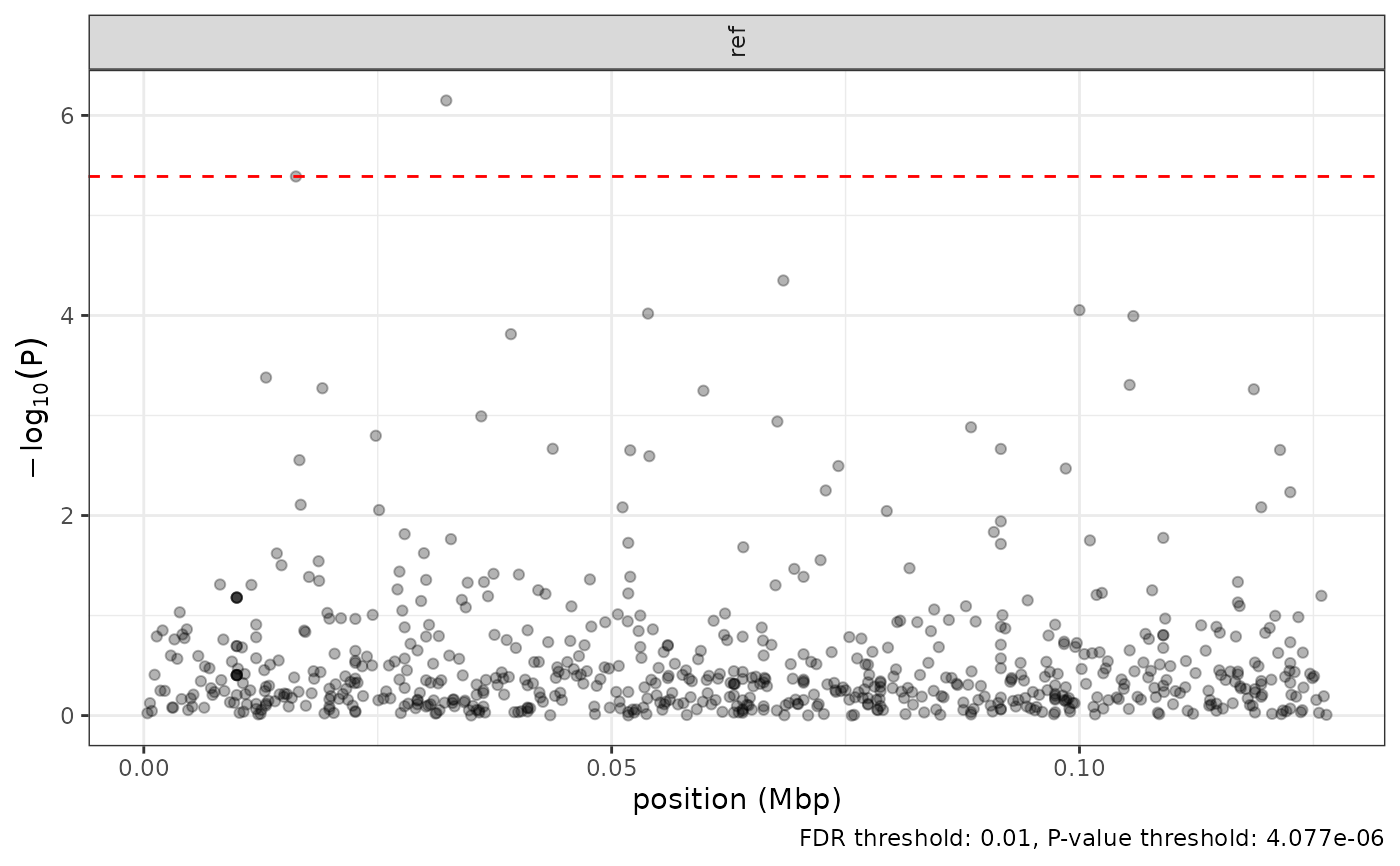 ref
6
4
2
0
− log10(P)
0.00
0.05
0.10
position (Mbp)
FDR threshold: 0.01, P-value threshold: 4.077e-06